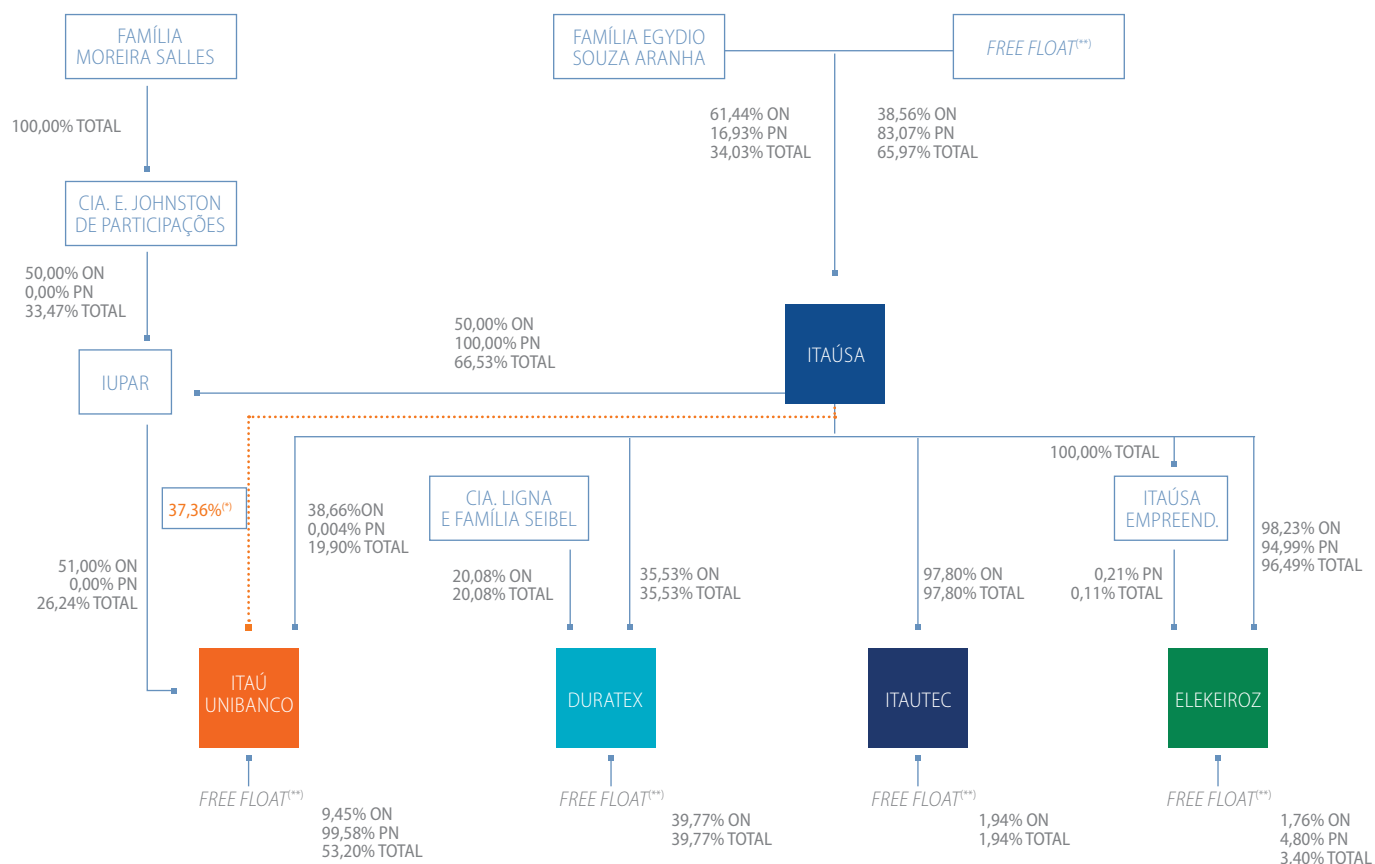 FAMÍLIA
MOREIRA SALLES
FAMÍLIA EGYDIO
SOUZA ARANHA
FREE FLOAT(**)
100,00% TOTAL
61,44% ON
16,93% PN
34,03% TOTAL
38,56% ON
83,07% PN
65,97% TOTAL
CIA. E. JOHNSTON
DE PARTICIPAÇÕES
50,00% ON
0,00% PN
33,47% TOTAL
50,00% ON
100,00% PN
66,53% TOTAL
ITAÚSA
IUPAR
100,00% TOTAL
37,36%(*)
38,66%ON
0,004% PN
19,90% TOTAL
CIA. LIGNA
E FAMÍLIA SEIBEL
ITAÚSA
EMPREEND.
98,23% ON
94,99% PN
96,49% TOTAL
51,00% ON
0,00% PN
26,24% TOTAL
20,08% ON
20,08% TOTAL
35,53% ON
35,53% TOTAL
97,80% ON
97,80% TOTAL
0,21% PN
0,11% TOTAL
ITAÚ
UNIBANCO
DURATEX
ITAUTEC
ELEKEIROZ
FREE FLOAT(**)
9,45% ON
99,58% PN
53,20% TOTAL
FREE FLOAT(**)
39,77% ON
39,77% TOTAL
FREE FLOAT(**)
1,94% ON
1,94% TOTAL
FREE FLOAT(**)
1,76% ON
4,80% PN
3,40% TOTAL